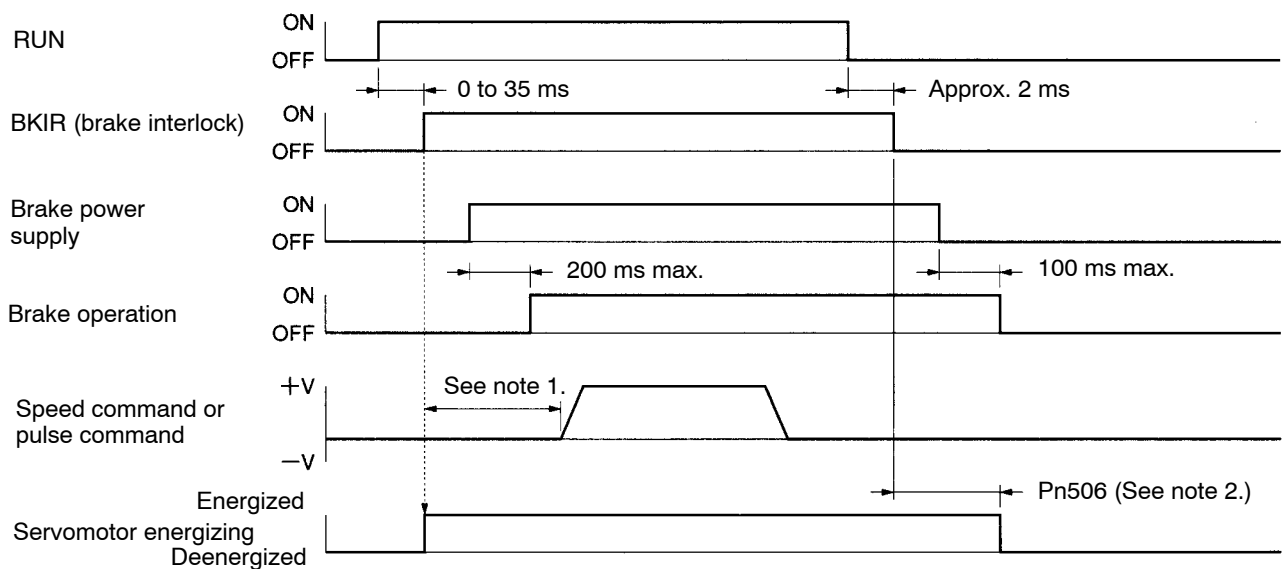 RUN
ON
OFF
0 to 35 ms
Approx. 2 ms
BKIR (brake interlock)
ON
OFF
Brake power
supply
ON
OFF
200 ms max.
100 ms max.
Brake operation
ON
OFF
Speed command or
pulse command
+V
−V
See note 1.
Pn506 (See note 2.)
Servomotor energizing
Energized
Deenergized